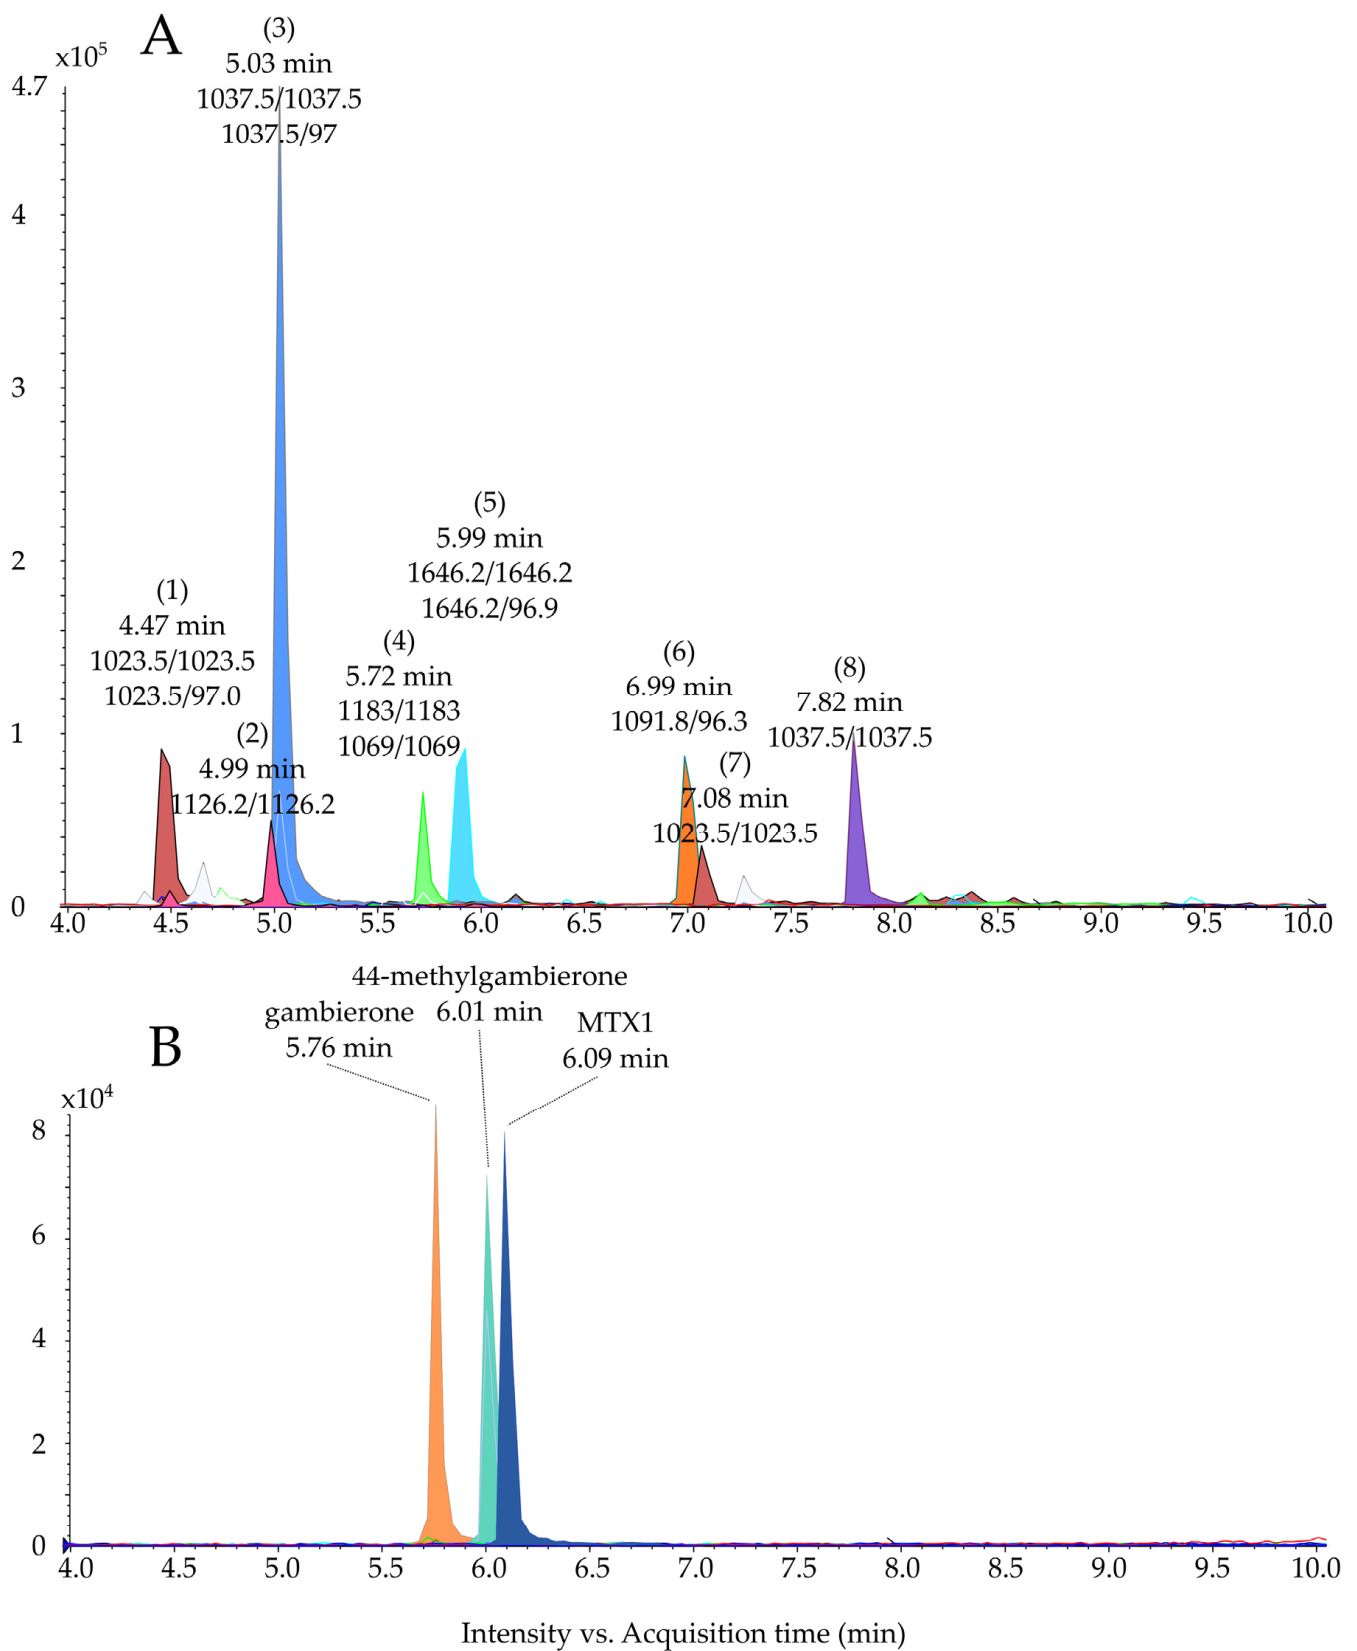 A
x10⁵
(3)
5.03 min
1037.5/1037.5
1037.5/97
4.7
4
3
2
1
0
(5)
5.99 min
1646.2/1646.2
1646.2/96.9
(1)
4.47 min
1023.5/1023.5
1023.5/97.0
(4)
5.72 min
1183/1183
1069/1069
(6)
6.99 min
1091.8/96.3
(8)
7.82 min
1037.5/1037.5
(2)
4.99 min
1126.2/1126.2
(7)
7.08 min
1023.5/1023.5
4.0 4.5 5.0 5.5 6.0 6.5 7.0 7.5 8.0 8.5 9.0 9.5 10.0
B
44-methylgambierone
6.01 min
gambierone
5.76 min
MTX1
6.09 min
x10⁴
8
6
4
2
0
4.0 4.5 5.0 5.5 6.0 6.5 7.0 7.5 8.0 8.5 9.0 9.5 10.0
Intensity vs. Acquisition time (min)